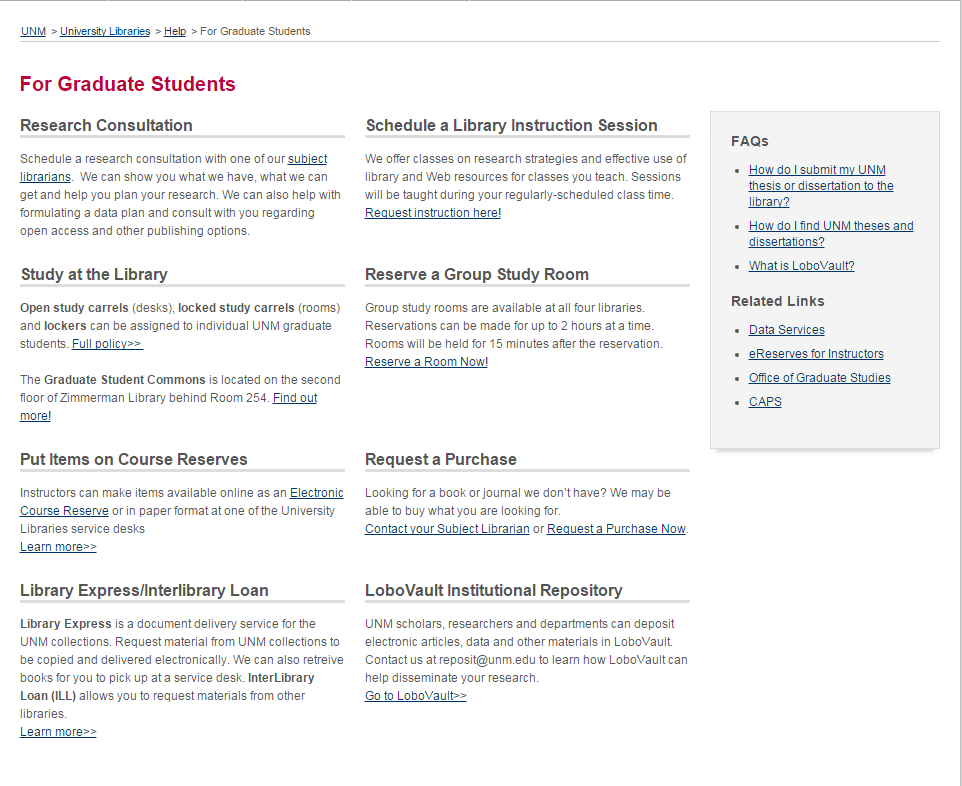 UNM > University Libraries > Help > For Graduate Students
For Graduate Students
Research Consultation
Schedule a research consultation with one of our subject
librarians.  We can show you what we have, what we can
get and help you plan your research. We can also help with
formulating a data plan and consult with you regarding
open access and other publishing options.
Schedule a Library Instruction Session
We offer classes on research strategies and effective use of
library and Web resources for classes you teach. Sessions
will be taught during your regularly-scheduled class time.
Request instruction here!
Study at the Library
Open study carrels (desks), locked study carrels (rooms)
and lockers can be assigned to individual UNM graduate
students. Full policy>>
The Graduate Student Commons is located on the second
floor of Zimmerman Library behind Room 254. Find out
more!
Reserve a Group Study Room
Group study rooms are available at all four libraries.
Reservations can be made for up to 2 hours at a time.
Rooms will be held for 15 minutes after the reservation.
Reserve a Room Now!
Put Items on Course Reserves
Instructors can make items available online as an Electronic
Course Reserve or in paper format at one of the University
Libraries service desks
Learn more>>
Request a Purchase
Looking for a book or journal we don't have? We may be
able to buy what you are looking for.
Contact your Subject Librarian or Request a Purchase Now.
Library Express/Interlibrary Loan
Library Express is a document delivery service for the
UNM collections. Request material from UNM collections to
be copied and delivered electronically. We can also retreive
books for you to pick up at a service desk. InterLibrary
Loan (ILL) allows you to request materials from other
libraries.
Learn more>>
LoboVault Institutional Repository
UNM scholars, researchers and departments can deposit
electronic articles, data and other materials in LoboVault.
Contact us at reposit@unm.edu to learn how LoboVault can
help disseminate your research.
Go to LoboVault>>
FAQs
• How do I submit my UNM
thesis or dissertation to the
library?
• How do I find UNM theses and
dissertations?
• What is LoboVault?
Related Links
• Data Services
• eReserves for Instructors
• Office of Graduate Studies
• CAPS